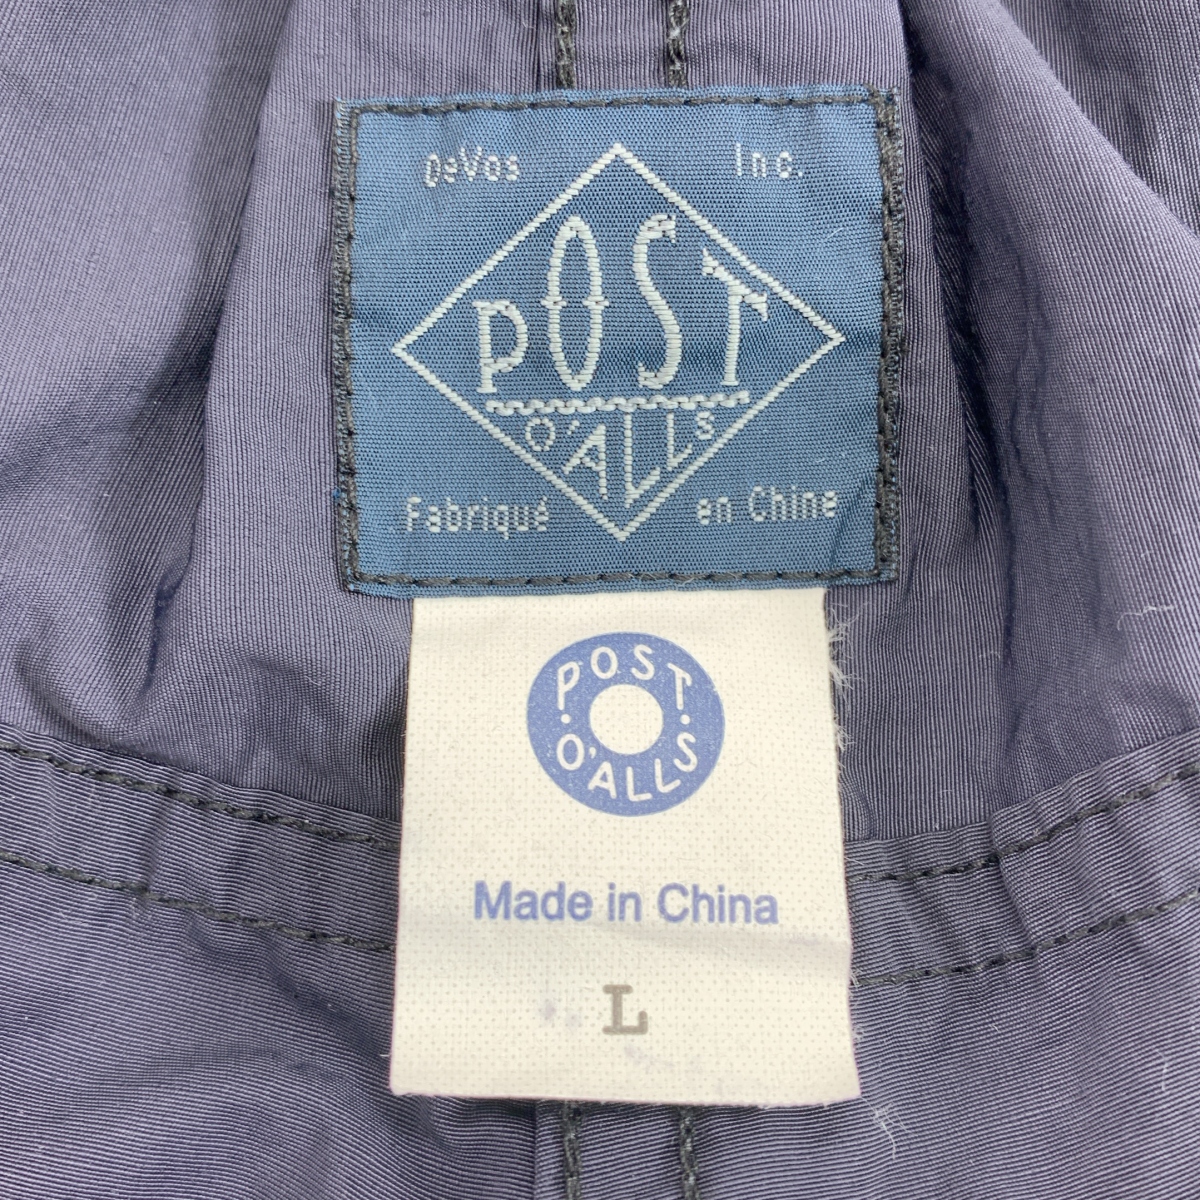 DeVos Inc.
POST
O'ALLS
Fabriqué en Chine
POST
O'ALLS
Made in China
L